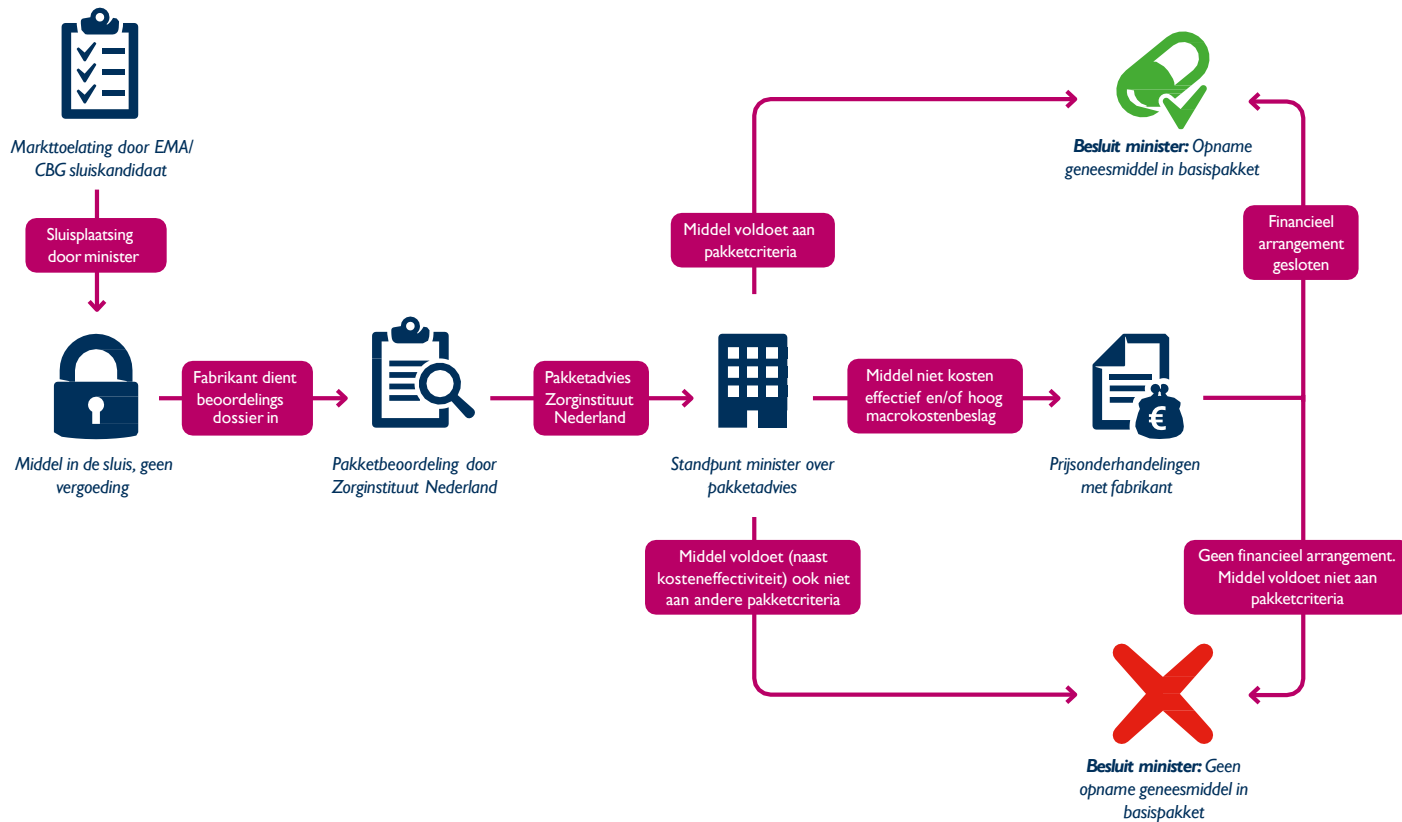 Markttoelating door EMA/
CBG sluiskandidaat
Sluisplaatsing
door minister
Middel in de sluis, geen
vergoeding
Fabrikant dient
beoordelings
dossier in
Pakketbeoordeling door
Zorginstituut Nederland
Pakketadvies
Zorginstituut
Nederland
Standpunt minister over
pakketadvies
Middel voldoet aan
pakketcriteria
Middel niet kosten
effectief en/of hoog
macrokostenbeslag
Middel voldoet (naast
kosteneffectiviteit) ook niet
aan andere pakketcriteria
€
Prijsonderhandelingen
met fabrikant
Besluit minister: Opname
geneesmiddel in basispakket
Financieel
arrangement
gesloten
Geen financieel arrangement.
Middel voldoet niet aan
pakketcriteria
Besluit minister: Geen
opname geneesmiddel in
basispakket